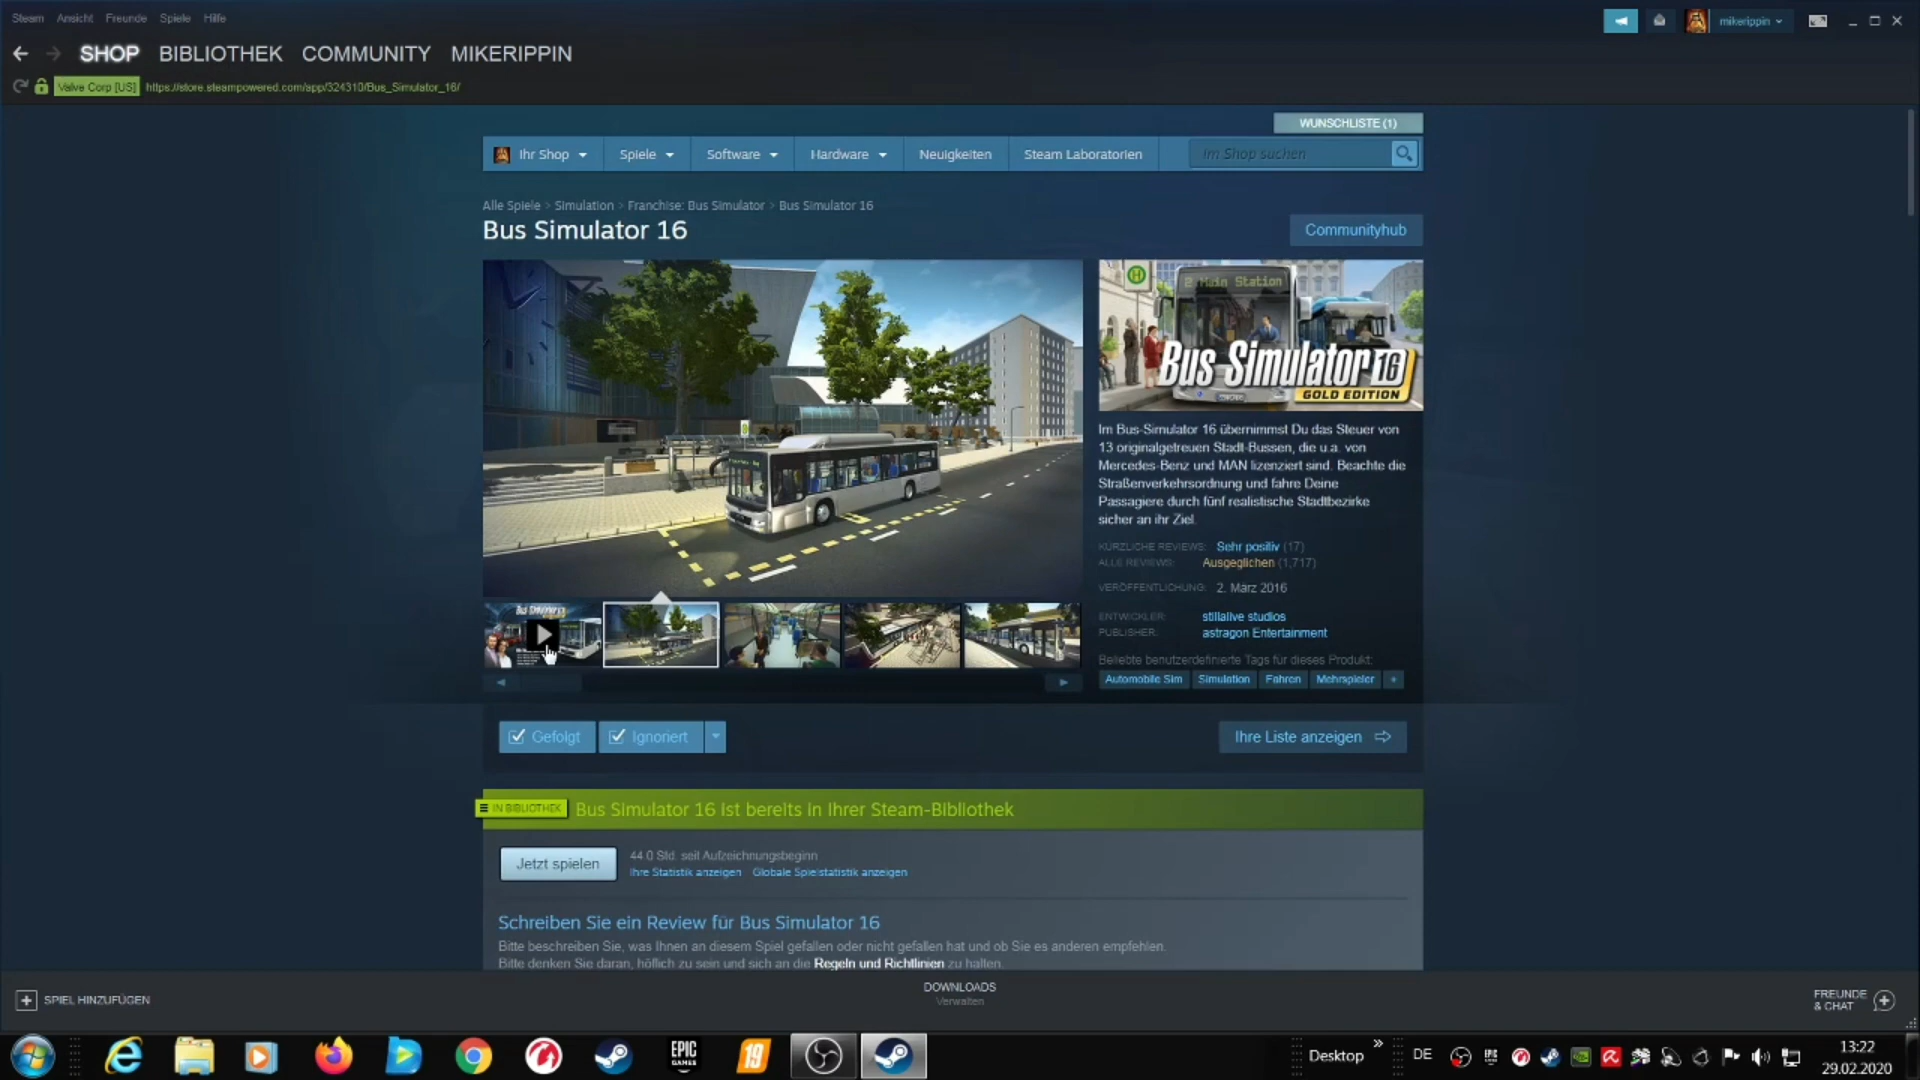 Steam Ansicht Freunde Spiele Hilfe
mikerippin
SHOP BIBLIOTHEK COMMUNITY MIKERIPPIN
Valve Corp [US] https://store.steampowered.com/app/324310/Bus_Simulator_16/
WUNSCHLISTE (1)
Ihr Shop Spiele Software Hardware Neuigkeiten Steam Laboratorien im Shop suchen
Alle Spiele > Simulation > Franchise: Bus Simulator > Bus Simulator 16
Bus Simulator 16
Communityhub
2 Main Station
Bus Simulator 16
GOLD EDITION
Im Bus-Simulator 16 übernimmst Du das Steuer von
13 originalgetreuen Stadt-Bussen, die u.a. von
Mercedes-Benz und MAN lizenziert sind. Beachte die
Straßenverkehrsordnung und fahre Deine
Passagiere durch fünf realistische Stadtbezirke
sicher an ihr Ziel.
KÜRZLICHE REVIEWS: Sehr positiv (17)
ALLE REVIEWS: Ausgeglichen (1,717)
VERÖFFENTLICHUNG: 2. März 2016
ENTWICKLER: stillalive studios
PUBLISHER: astragon Entertainment
Beliebte benutzerdefinierte Tags für dieses Produkt:
Automobile Sim Simulation Fahren Mehrspieler +
Gefolgt Ignoriert
Ihre Liste anzeigen
IN BIBLIOTHEK Bus Simulator 16 ist bereits in Ihrer Steam-Bibliothek
Jetzt spielen
44.0 Std. seit Aufzeichnungsbeginn
Ihre Statistik anzeigen Globale Spielstatistik anzeigen
Schreiben Sie ein Review für Bus Simulator 16
Bitte beschreiben Sie, was Ihnen an diesem Spiel gefallen oder nicht gefallen hat und ob Sie es anderen empfehlen.
Bitte denken Sie daran, höflich zu sein und sich an die Regeln und Richtlinien zu halten.
SPIEL HINZUFÜGEN
DOWNLOADS
Verwalten
FREUNDE
& CHAT
EPIC
GAMES
19
Desktop
DE
13:22
29.02.2020